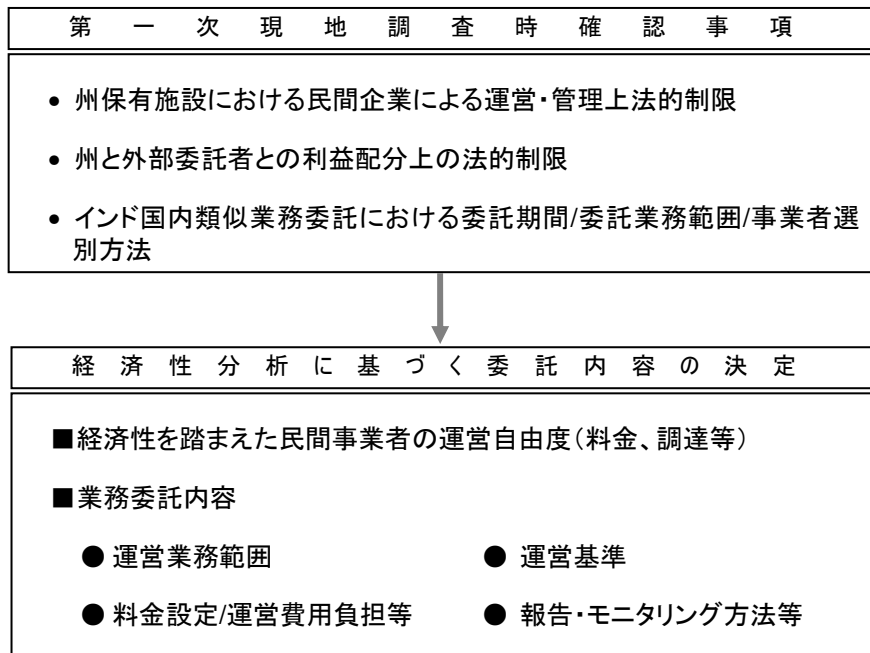 第一次現地調査時確認事項
• 州保有施設における民間企業による運営・管理上法的制限
• 州と外部委託者との利益配分上の法的制限
• インド国内類似業務委託における委託期間/委託業務範囲/事業者選
別方法
経済性分析に基づく委託内容の決定
■経済性を踏まえた民間事業者の運営自由度(料金、調達等)
■業務委託内容
● 運営業務範囲 ● 運営基準
● 料金設定/運営費用負担等 ● 報告・モニタリング方法等